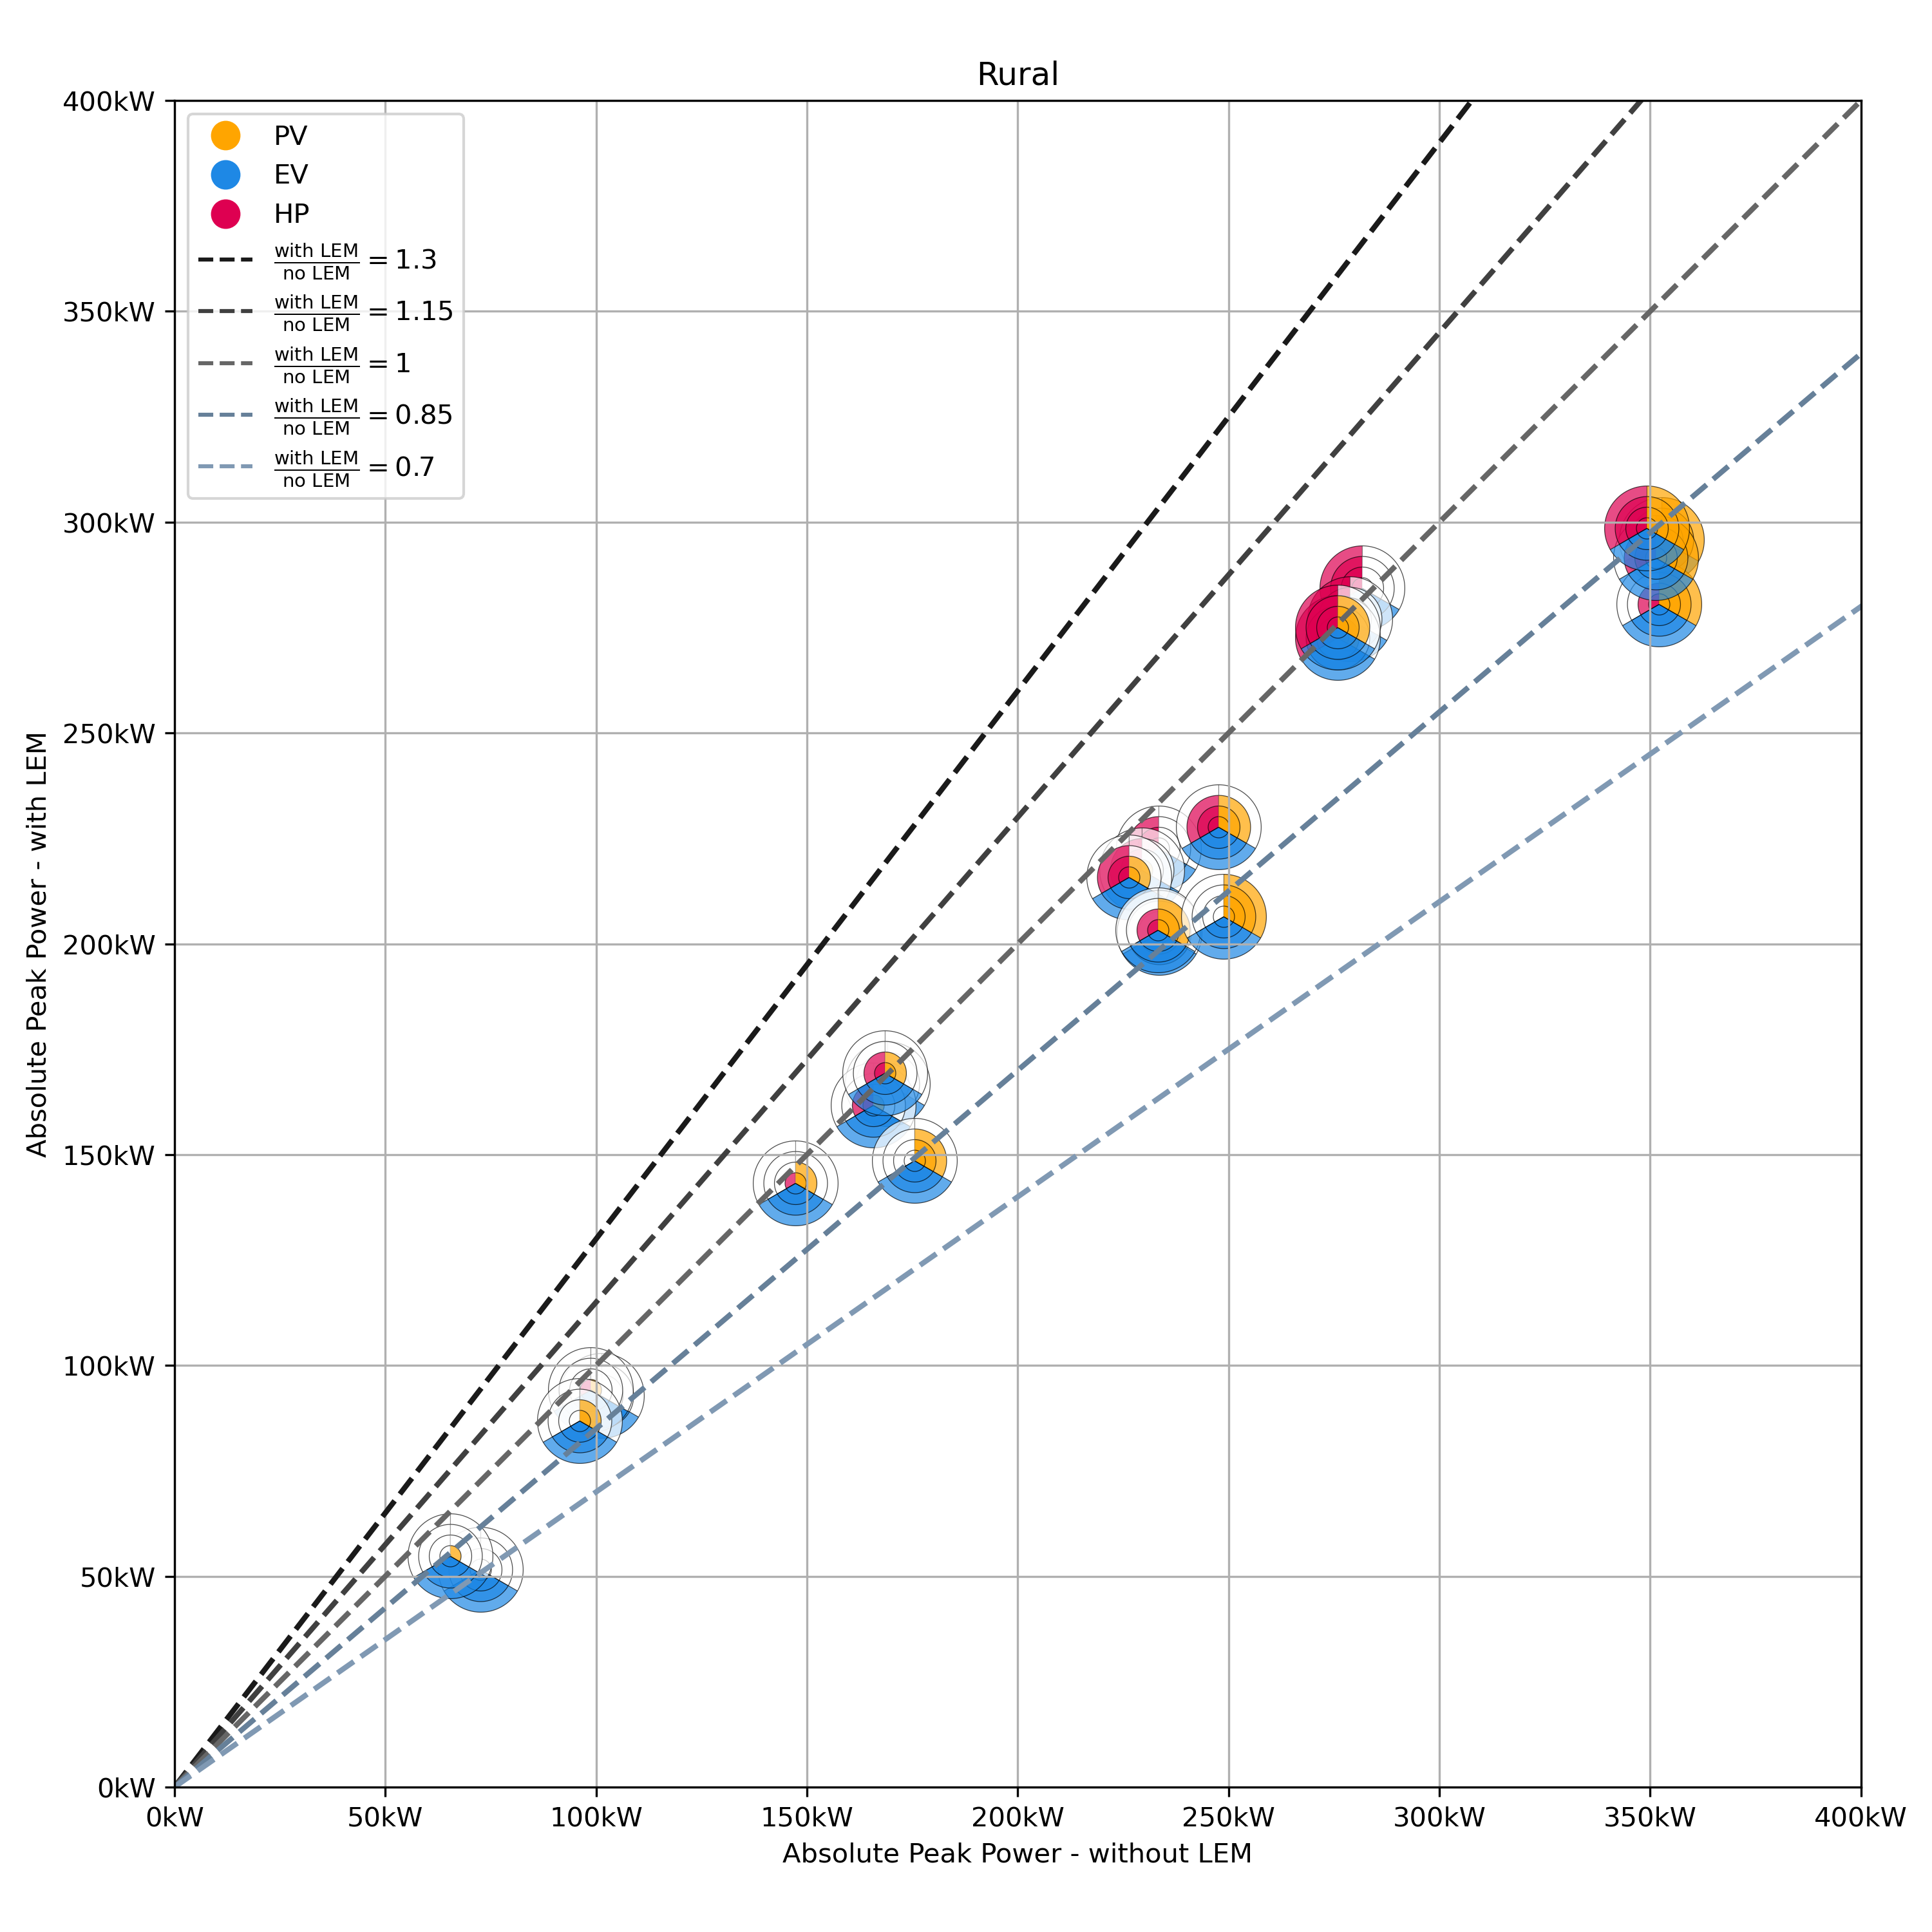 Rural
400kW
350kW
300kW
250kW
200kW
150kW
100kW
50kW
0kW
Absolute Peak Power - with LEM
PV
EV
HP
with LEM / no LEM = 1.3
with LEM / no LEM = 1.15
with LEM / no LEM = 1
with LEM / no LEM = 0.85
with LEM / no LEM = 0.7
0kW 50kW 100kW 150kW 200kW 250kW 300kW 350kW 400kW
Absolute Peak Power - without LEM